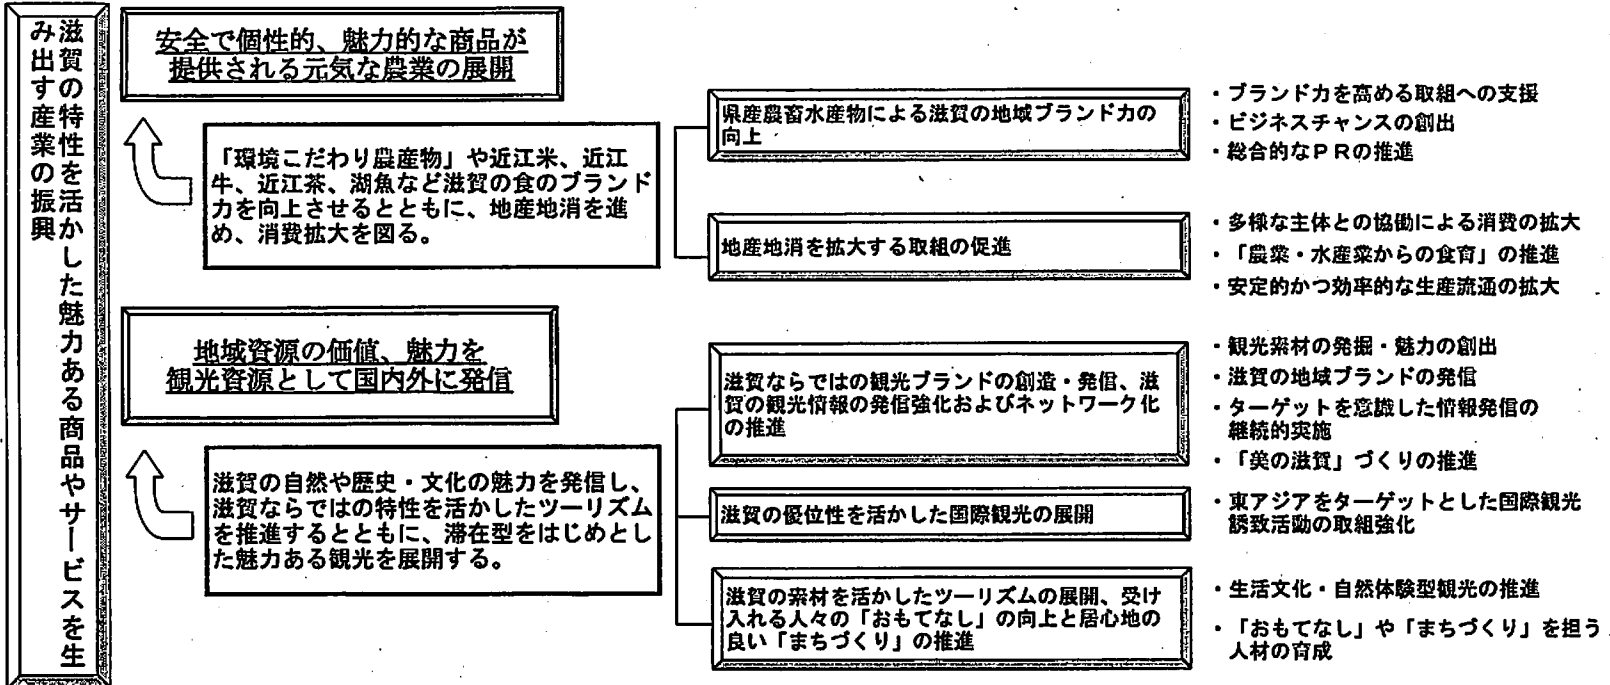 滋賀の特性を活かした魅力ある商品やサービスを生
み出す産業の振興
安全で個性的、魅力的な商品が
提供される元気な農業の展開
「環境こだわり農産物」や近江米、近江
牛、近江茶、湖魚など滋賀の食のブランド
力を向上させるとともに、地産地消を進
め、消費拡大を図る。
県産農畜水産物による滋賀の地域ブランド力の
向上
・ブランド力を高める取組への支援
・ビジネスチャンスの創出
・総合的なPRの推進
地産地消を拡大する取組の促進
・多様な主体との協働による消費の拡大
・「農業・水産業からの食育」の推進
・安定的かつ効率的な生産流通の拡大
地域資源の価値、魅力を
観光資源として国内外に発信
滋賀の自然や歴史・文化の魅力を発信し、
滋賀ならではの特性を活かしたツーリズム
を推進するとともに、滞在型をはじめとし
た魅力ある観光を展開する。
滋賀ならではの観光ブランドの創造・発信、滋
賀の観光情報の発信強化およびネットワーク化
の推進
・観光素材の発掘・魅力の創出
・滋賀の地域ブランドの発信
・ターゲットを意識した情報発信の
継続的実施
・「美の滋賀」づくりの推進
滋賀の優位性を活かした国際観光の展開
・東アジアをターゲットとした国際観光
誘致活動の取組強化
滋賀の素材を活かしたツーリズムの展開、受け
入れる人々の「おもてなし」の向上と居心地の
良い「まちづくり」の推進
・生活文化・自然体験型観光の推進
・「おもてなし」や「まちづくり」を担う
人材の育成